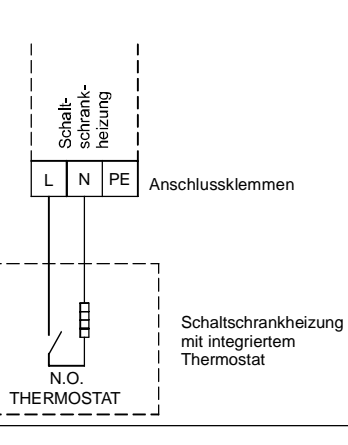 Schalt-
schrank-
heizung
L N PE
Anschlussklemmen
Schaltschrankheizung
mit integriertem
Thermostat
N.O.
THERMOSTAT